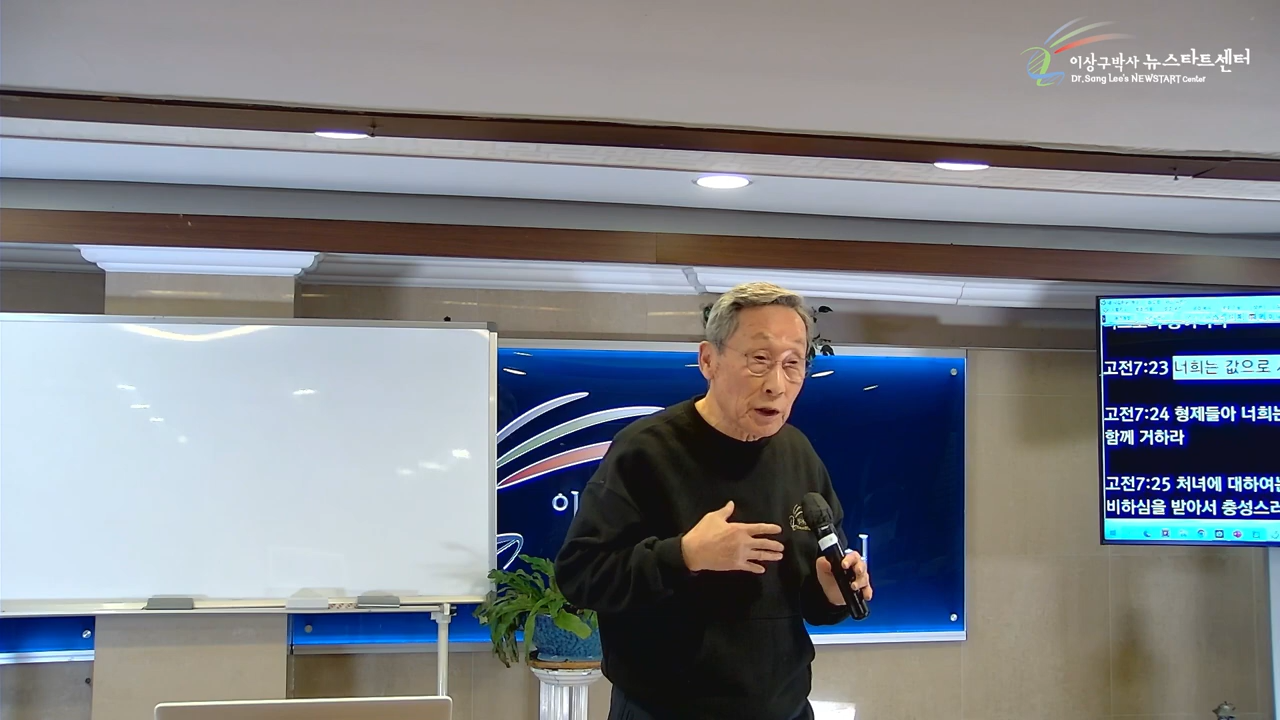 이상구박사 뉴스타트센터
Dr. Sang Lee's NEWSTART Center
고전7:23 너희는 값으로
고전7:24 형제들아 너희는
함께 거하라
고전7:25 처녀에 대하여는
비하심을 받아서 충성스러
이